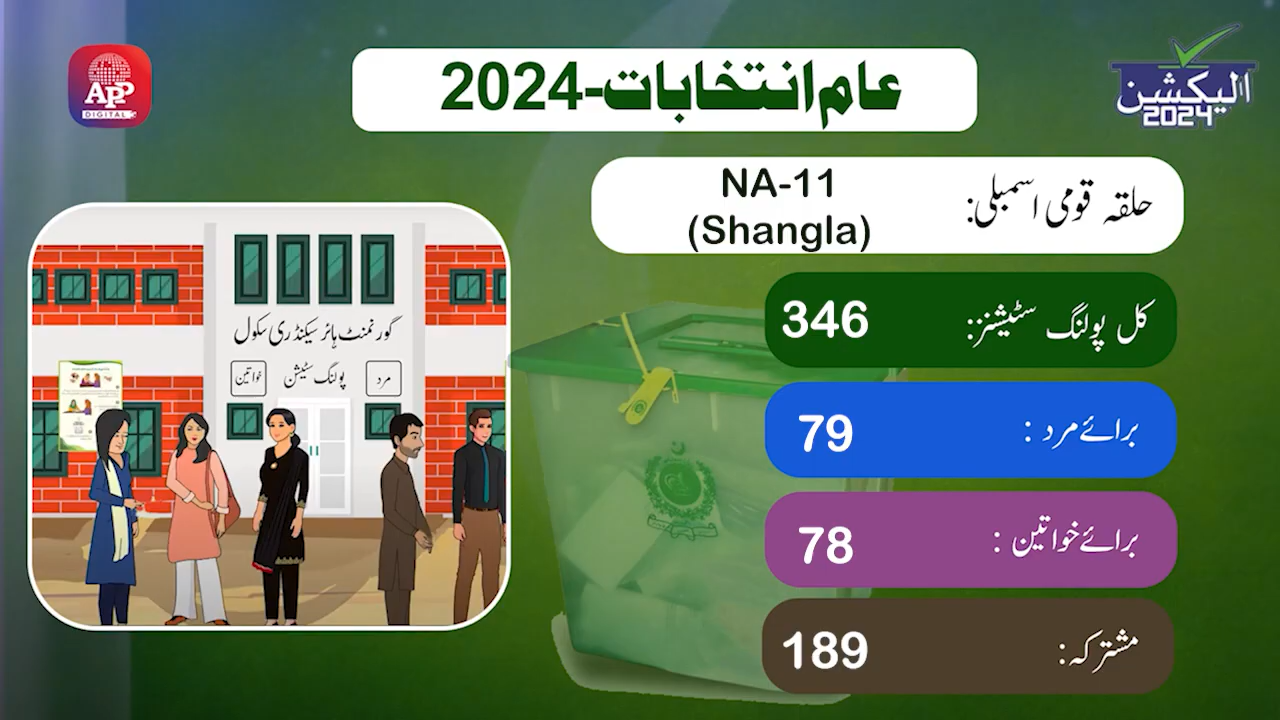 APP
DIGITAL
عام انتخابات-2024
الیکشن
2024
حلقہ قومی اسمبلی:
NA-11
(Shangla)
کل پولنگ سٹیشنز:
346
برائے مرد :
79
برائے خواتین :
78
مشترکہ:
189
گورنمنٹ ہائر سیکنڈری سکول
مرد
پولنگ سٹیشن
خواتین